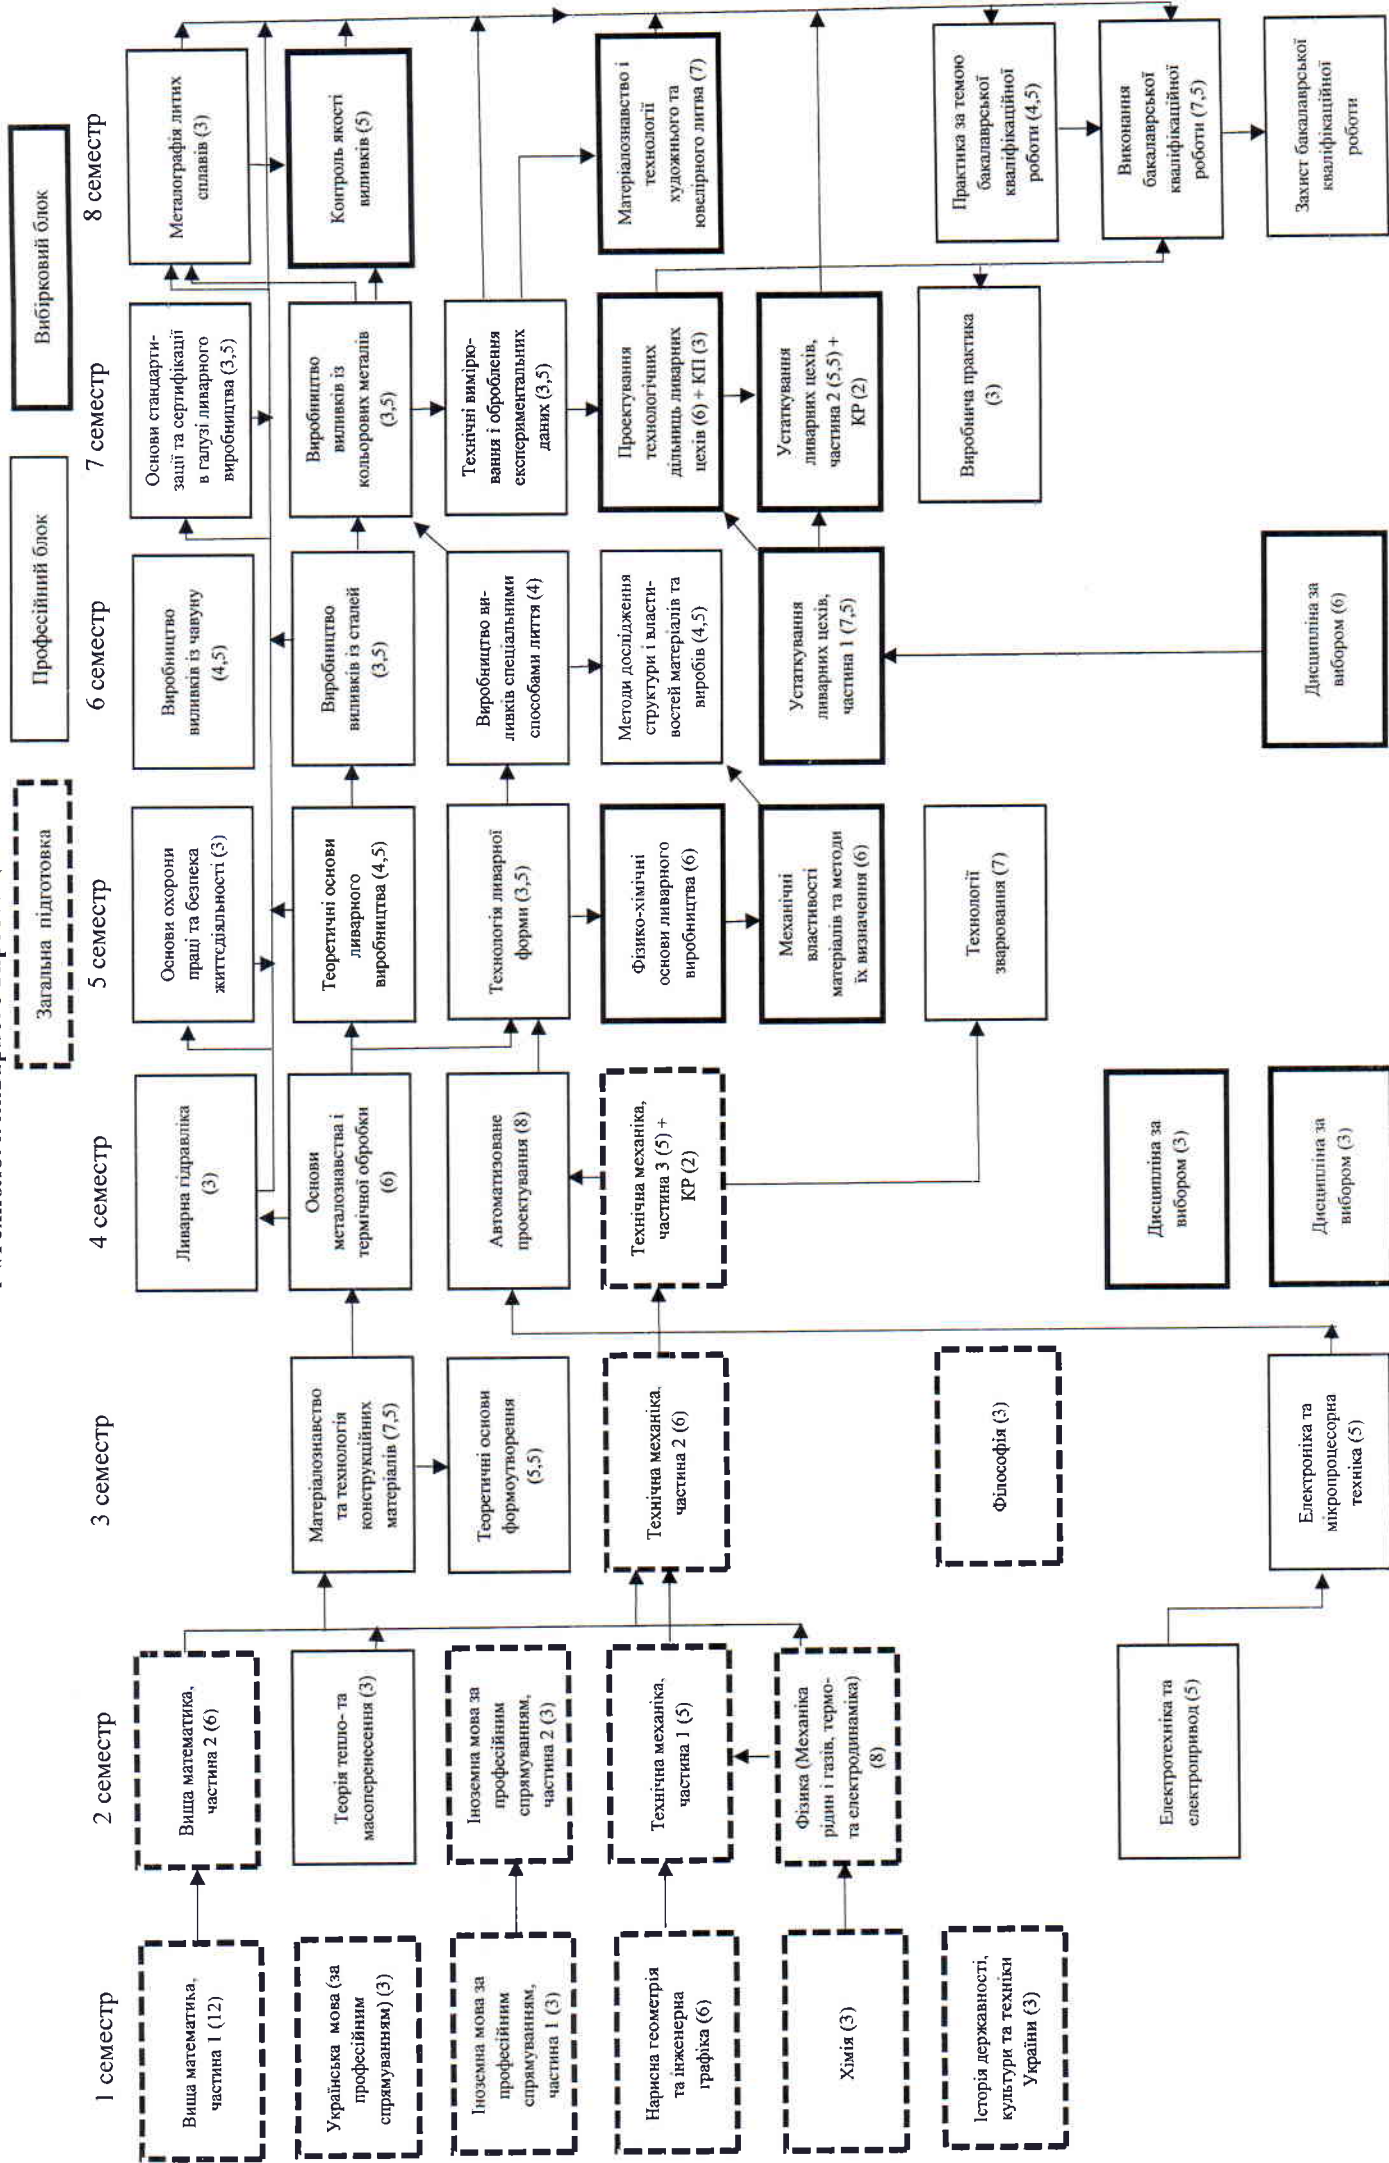 Загальна підготовка
Професійний блок
Вибірковий блок
1 семестр
2 семестр
3 семестр
4 семестр
5 семестр
6 семестр
7 семестр
8 семестр
Вища математика,
частина 1 (12)
Українська мова (за
професійним
спрямуванням) (3)
Іноземна мова за
професійним
спрямуванням,
частина 1 (3)
Нарисна геометрія
та інженерна
графіка (6)
Хімія (3)
Історія державності,
культури та техніки
України (3)
Вища математика,
частина 2 (6)
Теорія тепло- та
масоперенесення (3)
Іноземна мова за
професійним
спрямуванням,
частина 2 (3)
Технічна механіка,
частина 1 (5)
Фізика (Механіка
рідин і газів, термо-
та електродинаміка)
(8)
Електротехніка та
електропривод (5)
Матеріалознавство
та технологія
конструкційних
матеріалів (7,5)
Теоретичні основи
формоутворення
(5,5)
Технічна механіка,
частина 2 (6)
Філософія (3)
Електроніка та
мікропроцесорна
техніка (5)
Ливарна гідравліка
(3)
Основи
металознавства і
термічної обробки
(6)
Автоматизоване
проектування (8)
Технічна механіка,
частина 3 (5) +
КР (2)
Дисципліна за
вибором (3)
Дисципліна за
вибором (3)
Основи охорони
праці та безпека
життєдіяльності (3)
Теоретичні основи
ливарного
виробництва (4,5)
Технологія ливарної
форми (3,5)
Фізико-хімічні
основи ливарного
виробництва (6)
Механічні
властивості
матеріалів та методи
їх визначення (6)
Технології
зварювання (7)
Виробництво
виливків із чавуну
(4,5)
Виробництво
виливків із сталей
(3,5)
Виробництво ви-
ливків спеціальними
способами лиття (4)
Методи дослідження
структури і власти-
востей матеріалів та
виробів (4,5)
Устаткування
ливарних цехів,
частина 1 (7,5)
Дисципліна за
вибором (6)
Основи стандарти-
зації та сертифікації
в галузі ливарного
виробництва (3,5)
Виробництво
виливків із
кольорових металів
(3,5)
Технічні вимірю-
вання і оброблення
експериментальних
даних (3,5)
Проектування
технологічних
дільниць ливарних
цехів (6) + КП (3)
Устаткування
ливарних цехів,
частина 2 (5,5) +
КР (2)
Виробнича практика
(3)
Металографія литих
сплавів (3)
Контроль якості
виливків (5)
Матеріалознавство і
технології
художнього та
ювелірного литва (7)
Практика за темою
бакалаврської
кваліфікаційної
роботи (4,5)
Виконання
бакалаврської
кваліфікаційної
роботи (7,5)
Захист бакалаврської
кваліфікаційної
роботи